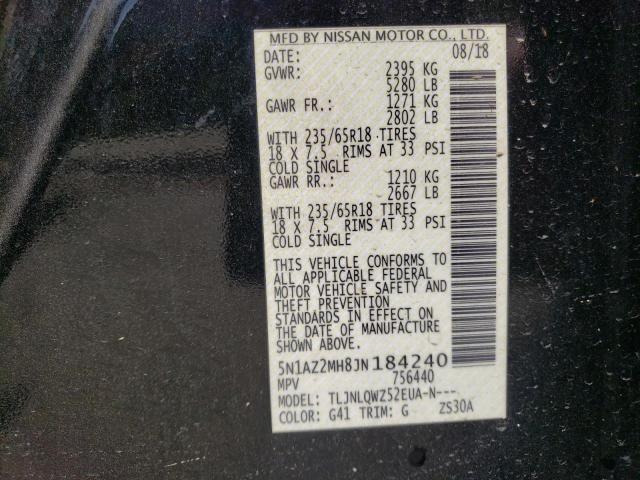 MFD BY NISSAN MOTOR CO., LTD.
DATE: 08/18
GVWR: 2395 KG
5280 LB
GAWR FR.: 1271 KG
2802 LB
WITH 235/65R18 TIRES
18 X 7.5 RIMS AT 33 PSI
COLD SINGLE
GAWR RR.: 1210 KG
2667 LB
WITH 235/65R18 TIRES
18 X 7.5 RIMS AT 33 PSI
COLD SINGLE
THIS VEHICLE CONFORMS TO
ALL APPLICABLE FEDERAL
MOTOR VEHICLE SAFETY AND
THEFT PREVENTION
STANDARDS IN EFFECT ON
THE DATE OF MANUFACTURE
SHOWN ABOVE.
5N1AZ2MH8JN184240
MPV 756440
MODEL: TLJNLQWZ52EUA-N---
COLOR: G41 TRIM: G ZS30A